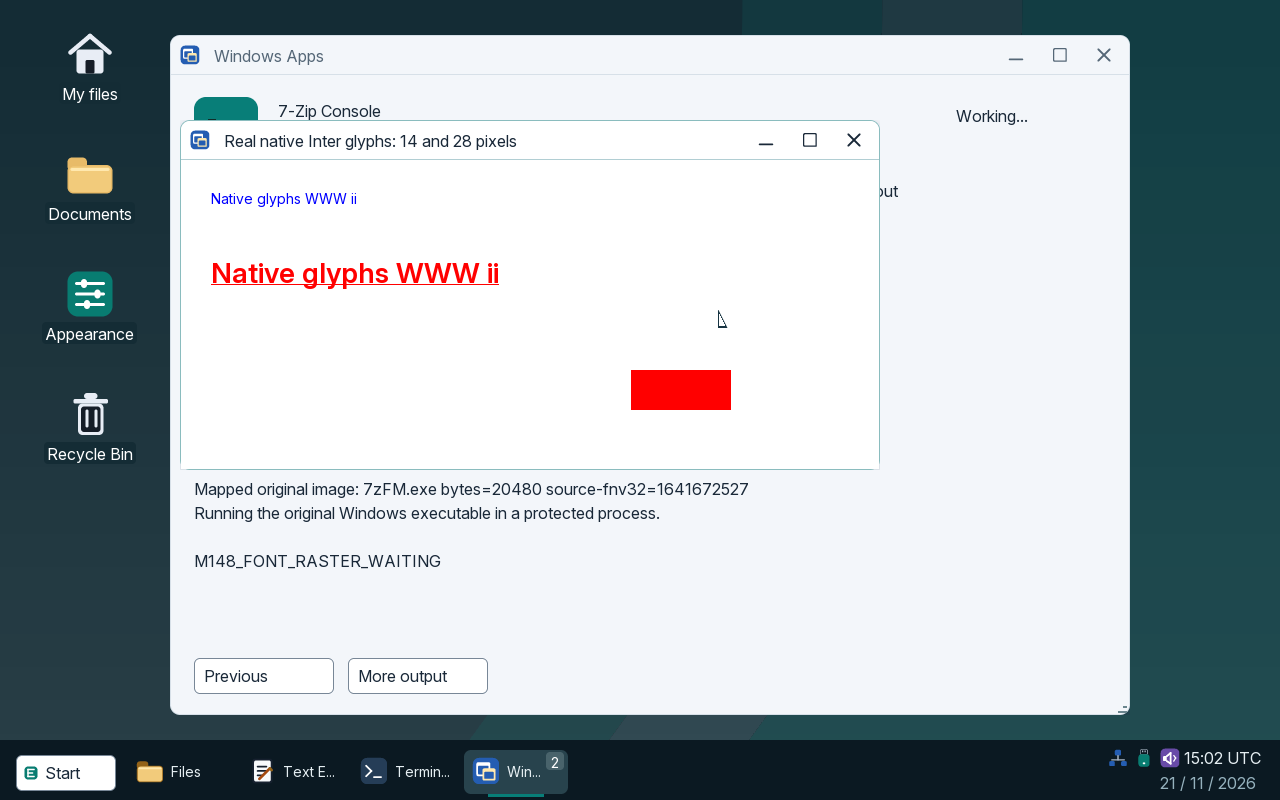 My files
Documents
Appearance
Recycle Bin
Windows Apps
7-Zip Console
Working...
Real native Inter glyphs: 14 and 28 pixels
Native glyphs WWW ii
Native glyphs WWW ii
Mapped original image: 7zFM.exe bytes=20480 source-fnv32=1641672527
Running the original Windows executable in a protected process.
M148_FONT_RASTER_WAITING
Previous
More output
Start
Files
Text E...
Termin...
Win...
2
15:02 UTC
21 / 11 / 2026